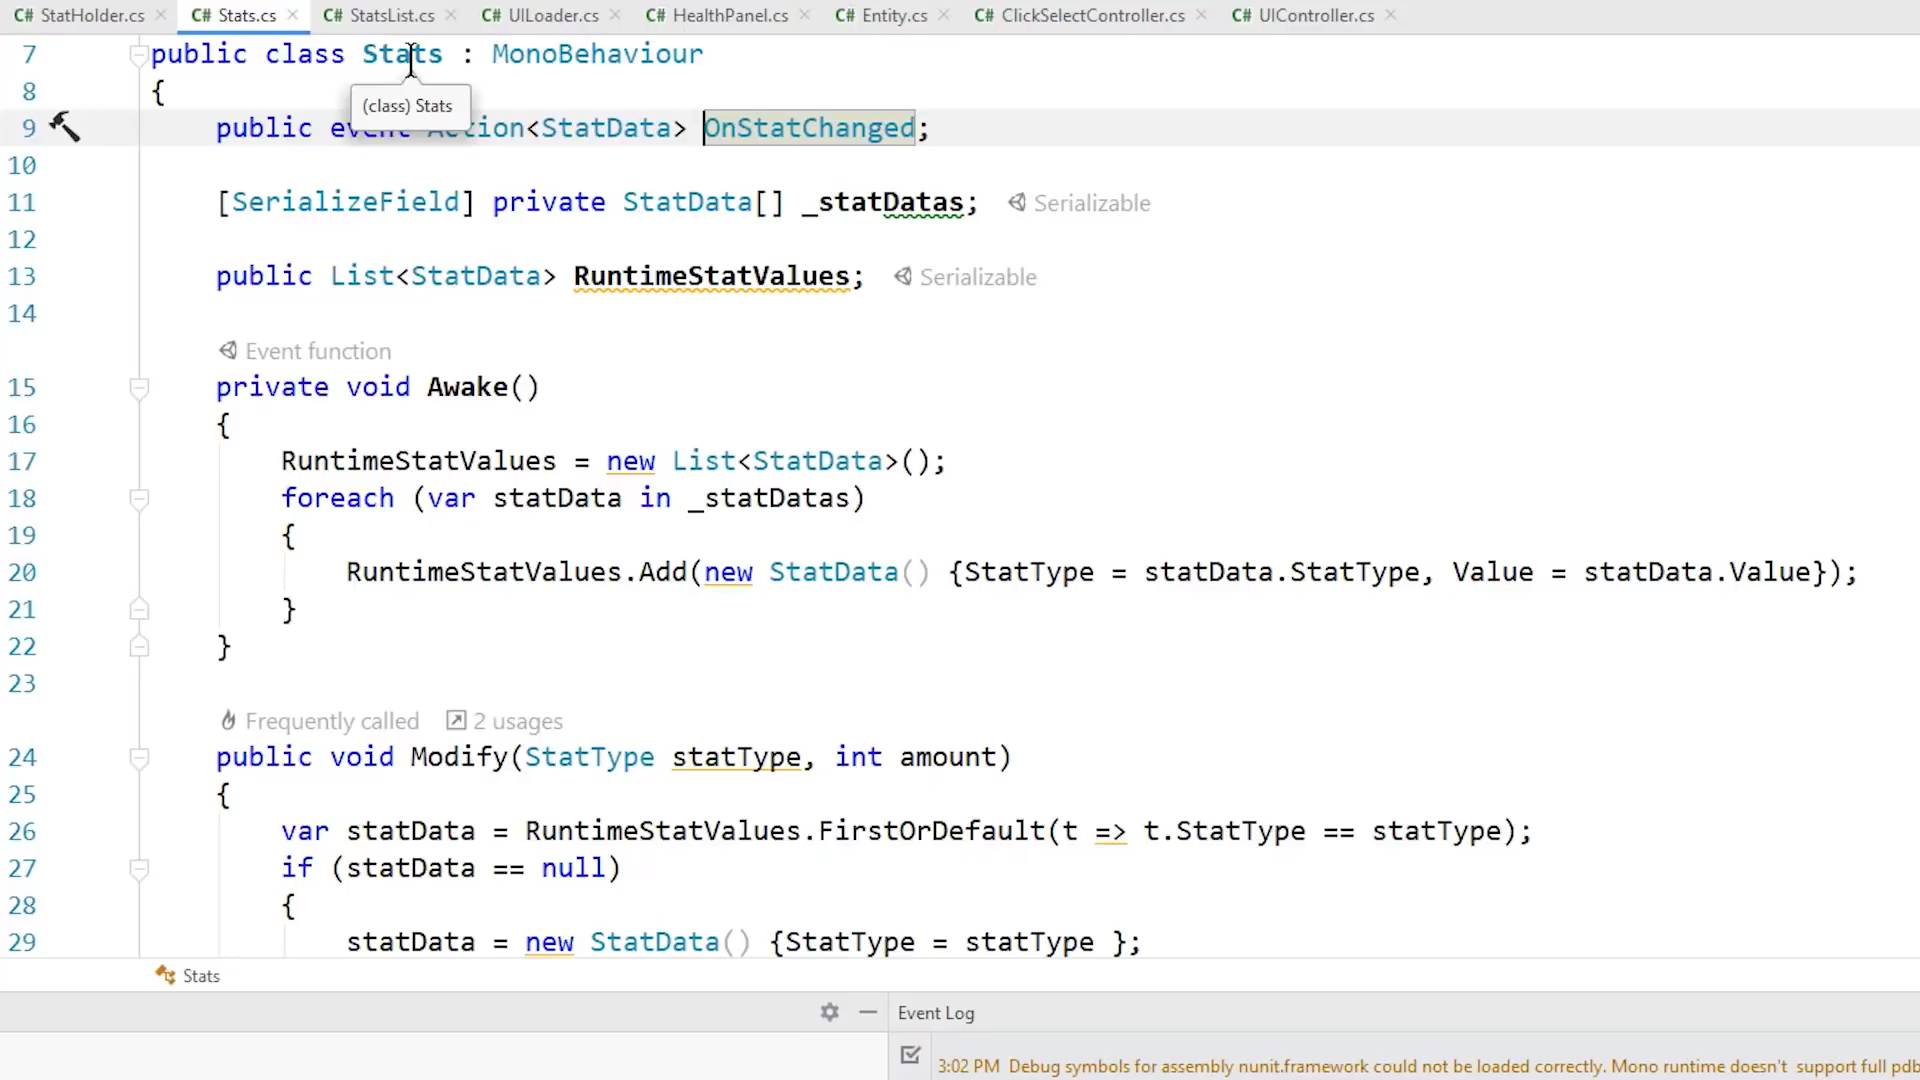 C# StatHolder.cs × C# Stats.cs × C# StatsList.cs × C# UILoader.cs × C# HealthPanel.cs × C# Entity.cs × C# ClickSelectController.cs × C# UIController.cs ×
7 public class Stats : MonoBehaviour
8 {
(class) Stats
9 public event Action<StatData> OnStatChanged;
10
11 [SerializeField] private StatData[] _statDatas; Serializable
12
13 public List<StatData> RuntimeStatValues; Serializable
14
Event function
15 private void Awake()
16 {
17 RuntimeStatValues = new List<StatData>();
18 foreach (var statData in _statDatas)
19 {
20 RuntimeStatValues.Add(new StatData() {StatType = statData.StatType, Value = statData.Value});
21 }
22 }
23
Frequently called 2 usages
24 public void Modify(StatType statType, int amount)
25 {
26 var statData = RuntimeStatValues.FirstOrDefault(t => t.StatType == statType);
27 if (statData == null)
28 {
29 statData = new StatData() {StatType = statType };
Stats
Event Log
3:02 PM Debug symbols for assembly nunit.framework could not be loaded correctly. Mono runtime doesn't support full pdb